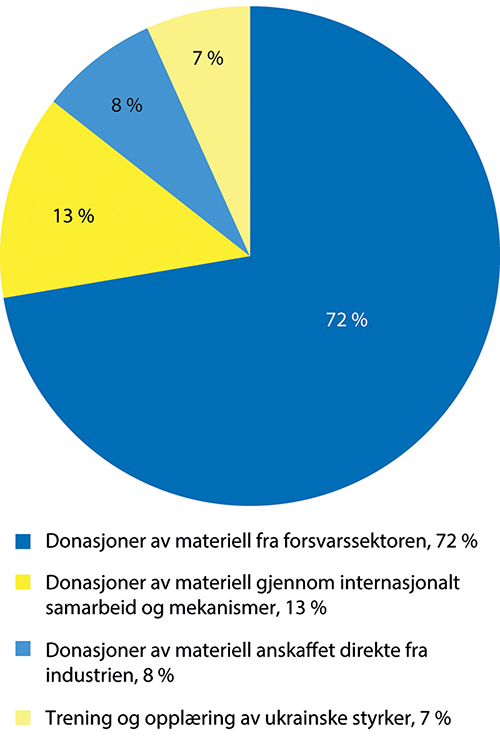 7 %
8 %
13 %
72 %
Donasjoner av materiell fra forsvarssektoren, 72 %
Donasjoner av materiell gjennom internasjonalt
samarbeid og mekanismer, 13 %
Donasjoner av materiell anskaffet direkte fra
industrien, 8 %
Trening og opplæring av ukrainske styrker, 7 %